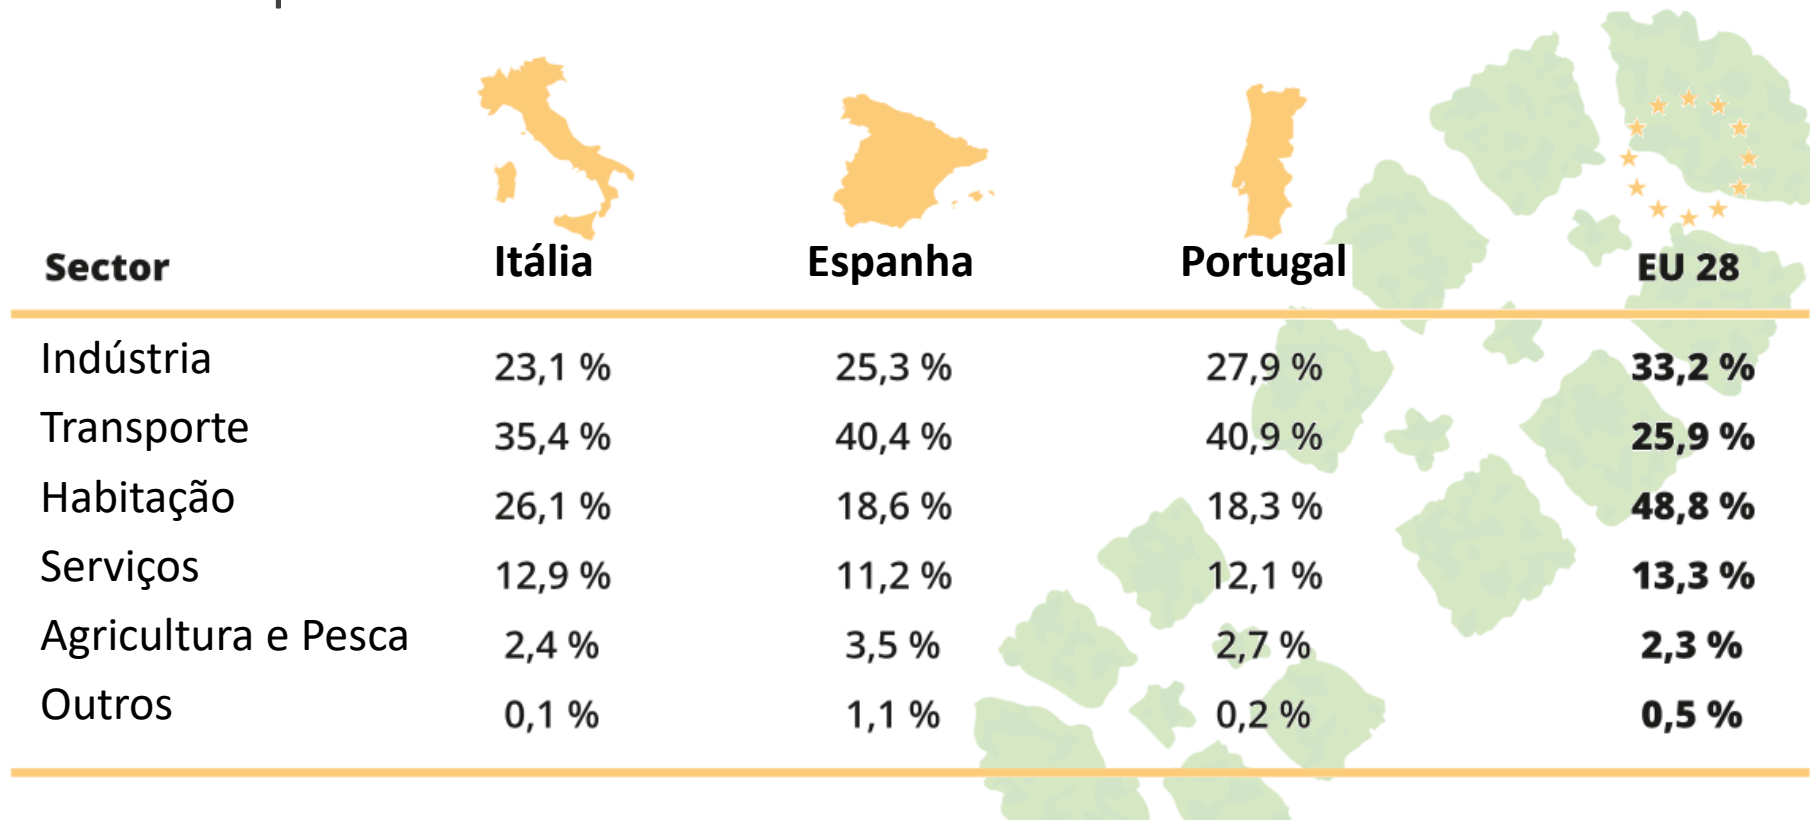 Sector Itália Espanha Portugal EU 28
Indústria 23,1 % 25,3 % 27,9 % 33,2 %
Transporte 35,4 % 40,4 % 40,9 % 25,9 %
Habitação 26,1 % 18,6 % 18,3 % 48,8 %
Serviços 12,9 % 11,2 % 12,1 % 13,3 %
Agricultura e Pesca 2,4 % 3,5 % 2,7 % 2,3 %
Outros 0,1 % 1,1 % 0,2 % 0,5 %